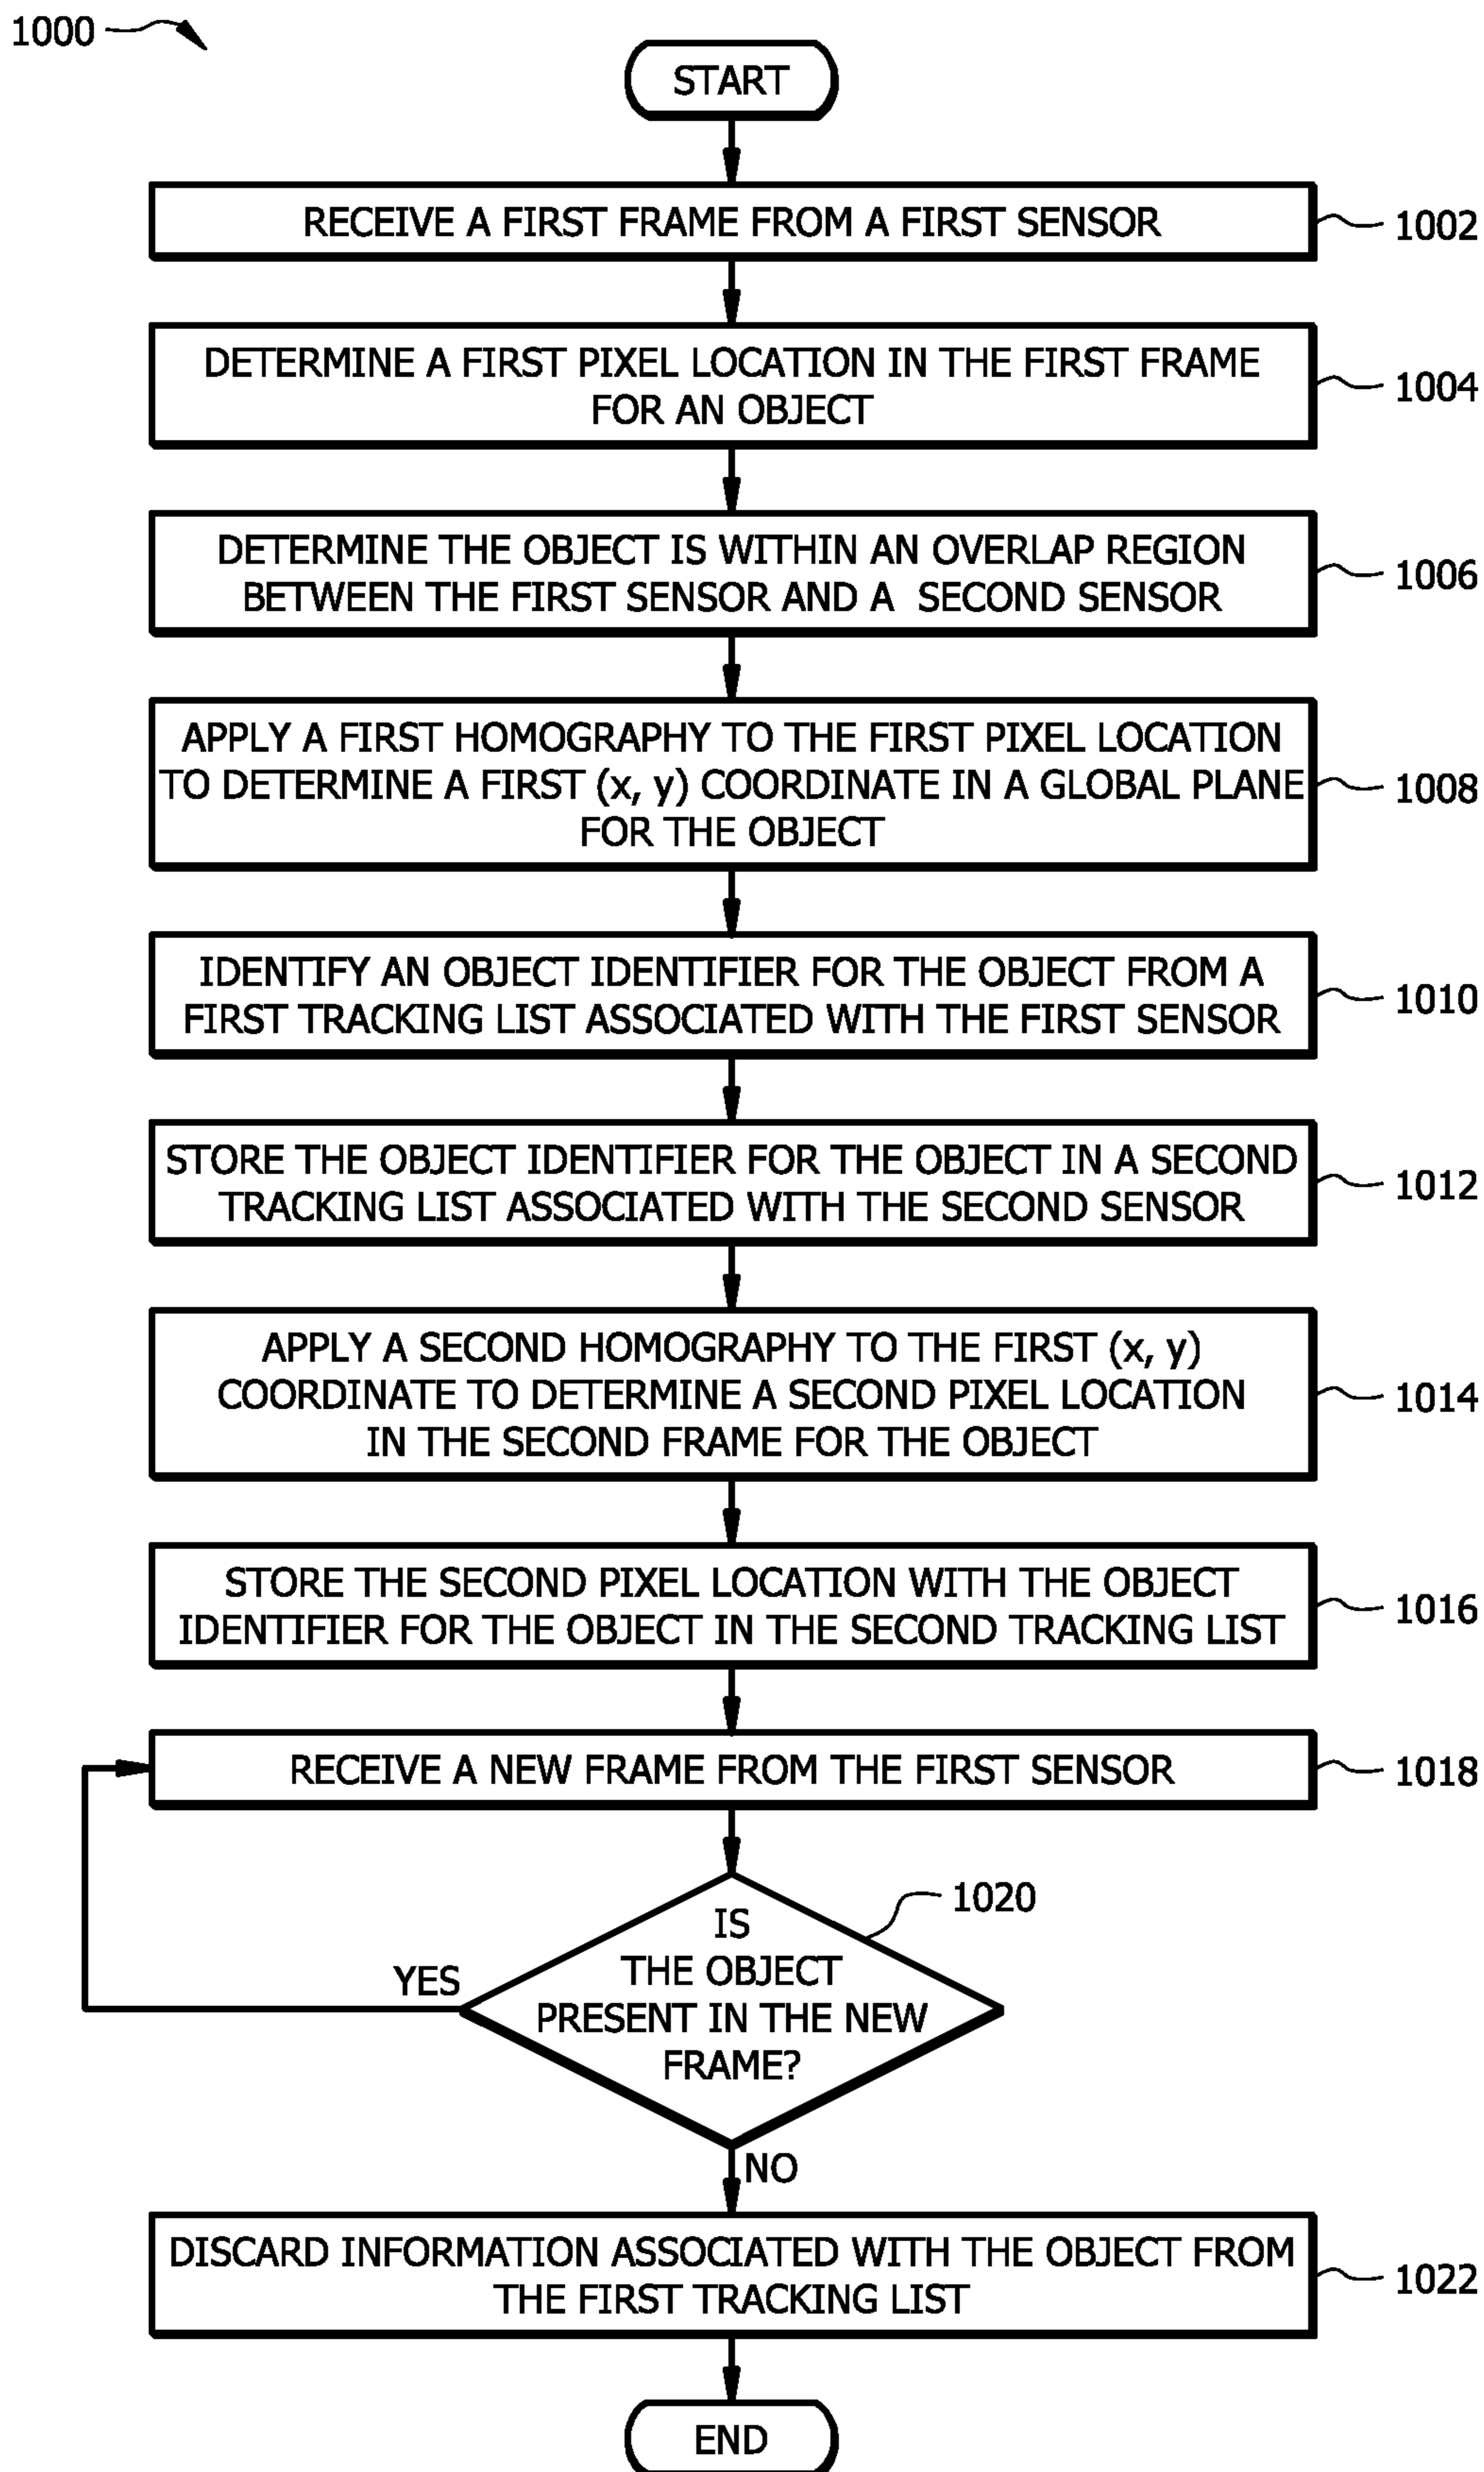 1000
START
RECEIVE A FIRST FRAME FROM A FIRST SENSOR
1002
DETERMINE A FIRST PIXEL LOCATION IN THE FIRST FRAME
FOR AN OBJECT
1004
DETERMINE THE OBJECT IS WITHIN AN OVERLAP REGION
BETWEEN THE FIRST SENSOR AND A SECOND SENSOR
1006
APPLY A FIRST HOMOGRAPHY TO THE FIRST PIXEL LOCATION
TO DETERMINE A FIRST (x, y) COORDINATE IN A GLOBAL PLANE
FOR THE OBJECT
1008
IDENTIFY AN OBJECT IDENTIFIER FOR THE OBJECT FROM A
FIRST TRACKING LIST ASSOCIATED WITH THE FIRST SENSOR
1010
STORE THE OBJECT IDENTIFIER FOR THE OBJECT IN A SECOND
TRACKING LIST ASSOCIATED WITH THE SECOND SENSOR
1012
APPLY A SECOND HOMOGRAPHY TO THE FIRST (x, y)
COORDINATE TO DETERMINE A SECOND PIXEL LOCATION
IN THE SECOND FRAME FOR THE OBJECT
1014
STORE THE SECOND PIXEL LOCATION WITH THE OBJECT
IDENTIFIER FOR THE OBJECT IN THE SECOND TRACKING LIST
1016
RECEIVE A NEW FRAME FROM THE FIRST SENSOR
1018
1020
IS
THE OBJECT
PRESENT IN THE NEW
FRAME?
YES
NO
DISCARD INFORMATION ASSOCIATED WITH THE OBJECT FROM
THE FIRST TRACKING LIST
1022
END